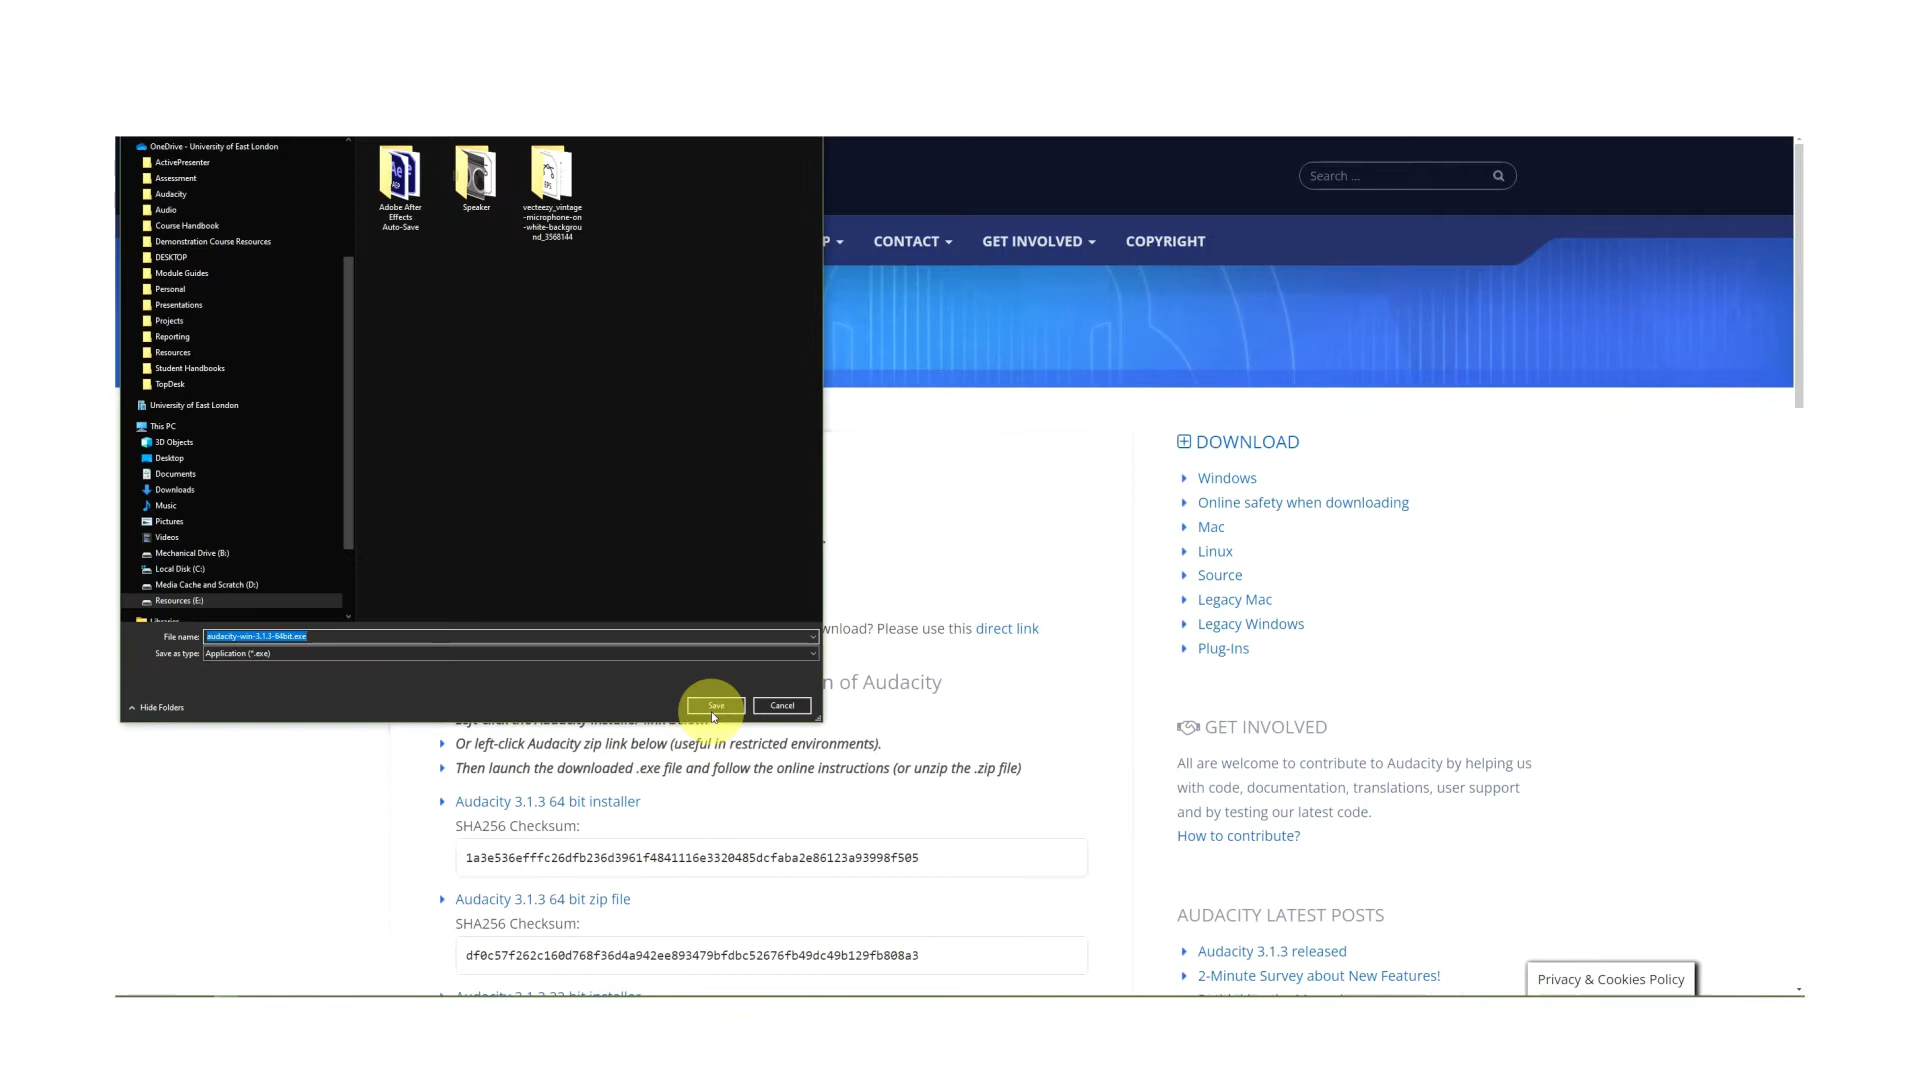 OneDrive - University of East London
ActivePresenter
Assessment
Audacity
Audio
Course Handbook
Demonstration Course Resources
DESKTOP
Module Guides
Personal
Presentations
Projects
Reporting
Resources
Student Handbooks
TopDesk
University of East London
This PC
3D Objects
Desktop
Documents
Downloads
Music
Pictures
Videos
Mechanical Drive (B:)
Local Disk (C:)
Media Cache and Scratch (D:)
Resources (E:)
Adobe After
Effects
Auto-Save
Speaker
vecteezy_vintage
-microphone-on
-white-backgrou
nd_3568144
File name: audacity-win-3.1.3-64bit.exe
Save as type: Application (*.exe)
Hide Folders
Save
Cancel
Search ...
P
CONTACT
GET INVOLVED
COPYRIGHT
wnload? Please use this direct link
n of Audacity
Or left-click Audacity zip link below (useful in restricted environments).
Then launch the downloaded .exe file and follow the online instructions (or unzip the .zip file)
Audacity 3.1.3 64 bit installer
SHA256 Checksum:
1a3e536efffc26dfb236d3961f4841116e3320485dcfaba2e86123a93998f505
Audacity 3.1.3 64 bit zip file
SHA256 Checksum:
df0c57f262c160d768f36d4a942ee893479bfdbc52676fb49dc49b129fb808a3
DOWNLOAD
Windows
Online safety when downloading
Mac
Linux
Source
Legacy Mac
Legacy Windows
Plug-Ins
GET INVOLVED
All are welcome to contribute to Audacity by helping us
with code, documentation, translations, user support
and by testing our latest code.
How to contribute?
AUDACITY LATEST POSTS
Audacity 3.1.3 released
2-Minute Survey about New Features!
Privacy & Cookies Policy